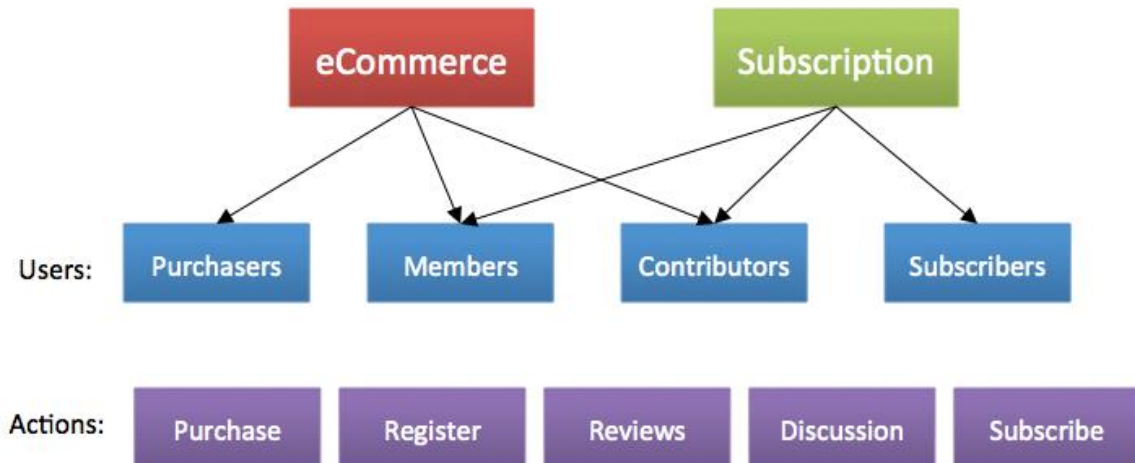 eCommerce
Subscription
Users:
Purchasers
Members
Contributors
Subscribers
Actions:
Purchase
Register
Reviews
Discussion
Subscribe